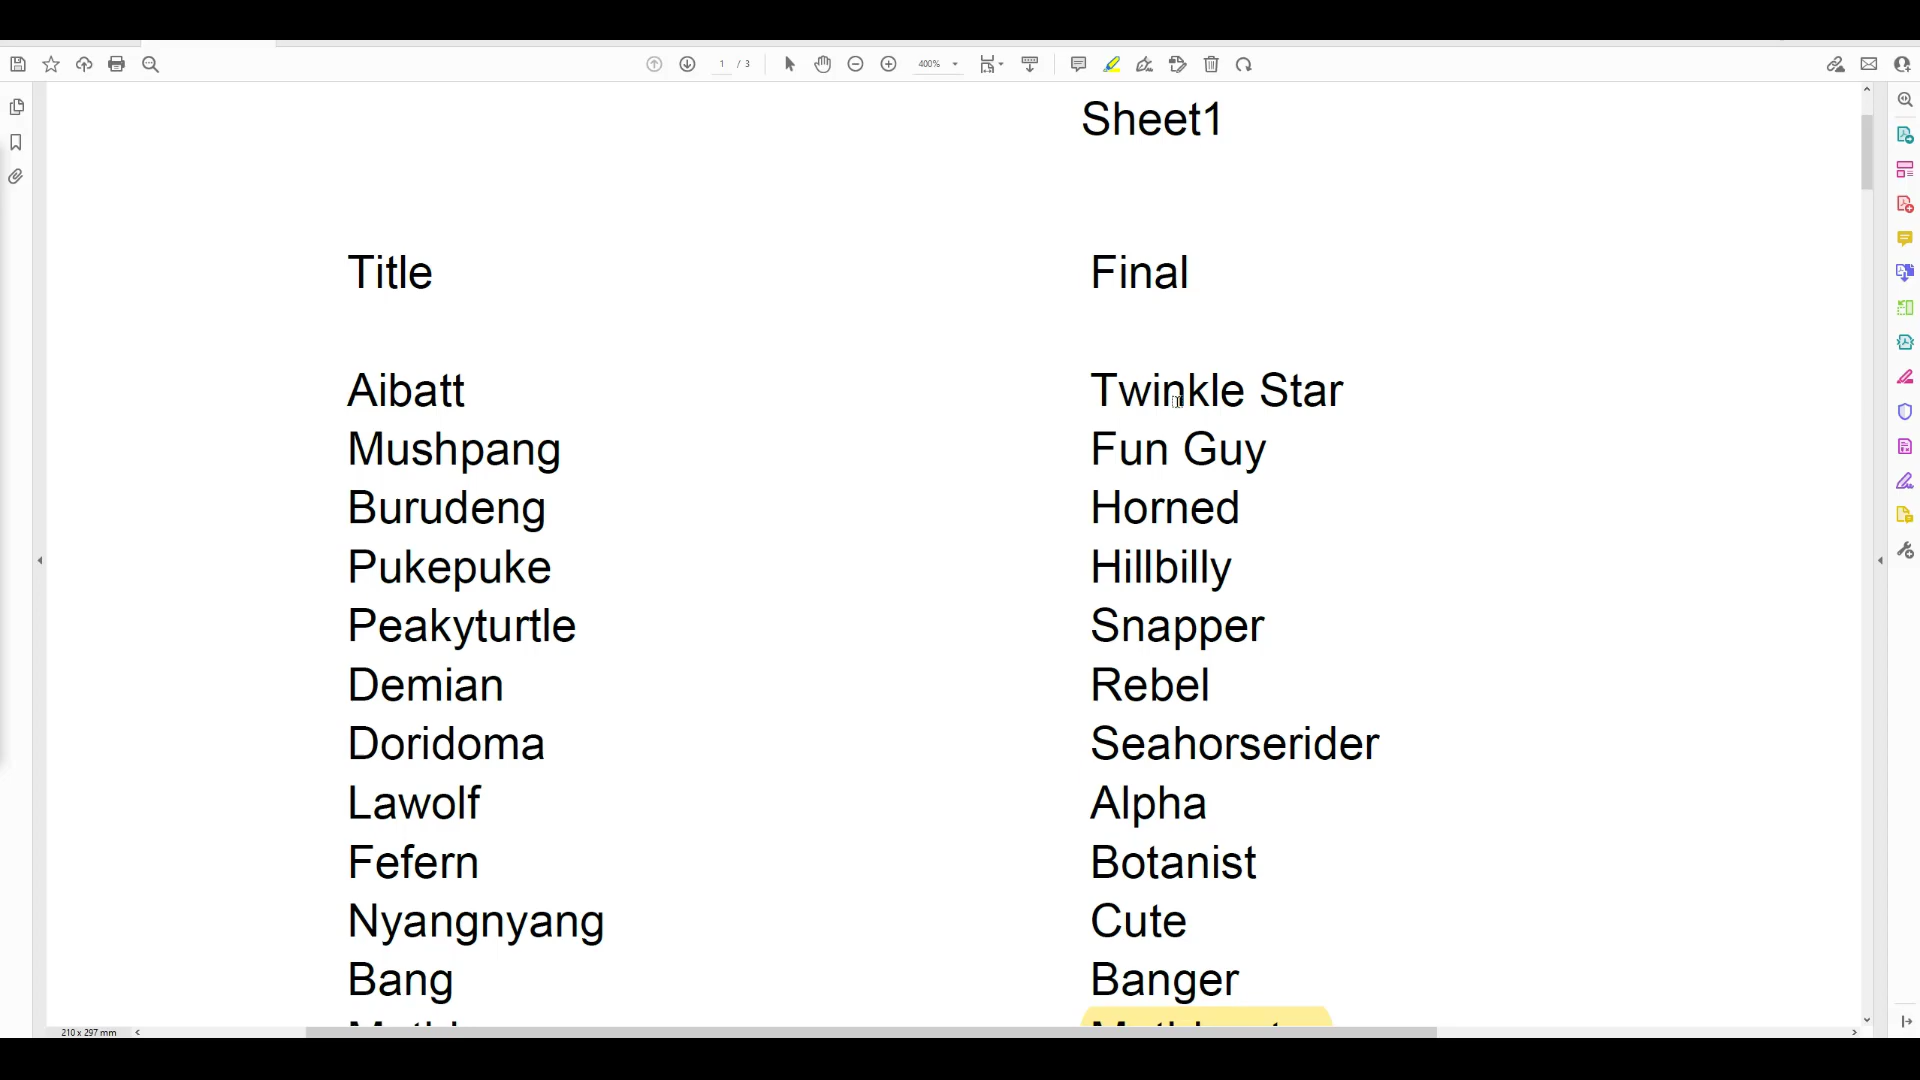 1 / 3 400%
Sheet1
Title Final
Aibatt Twinkle Star
Mushpang Fun Guy
Burudeng Horned
Pukepuke Hillbilly
Peakyturtle Snapper
Demian Rebel
Doridoma Seahorserider
Lawolf Alpha
Fefern Botanist
Nyangnyang Cute
Bang Banger
210 x 297 mm